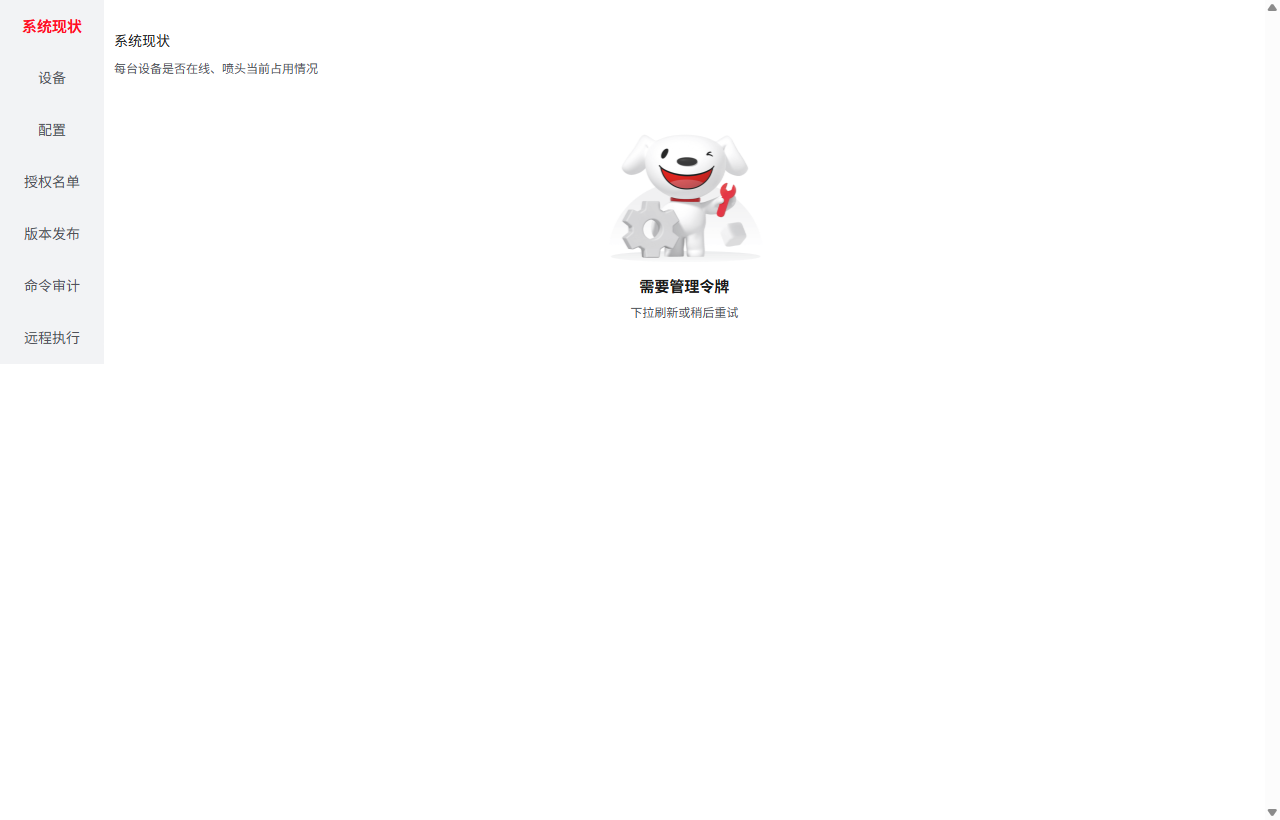 系统现状
设备
配置
授权名单
版本发布
命令审计
远程执行
系统现状
每台设备是否在线、喷头当前占用情况
需要管理令牌
下拉刷新或稍后重试